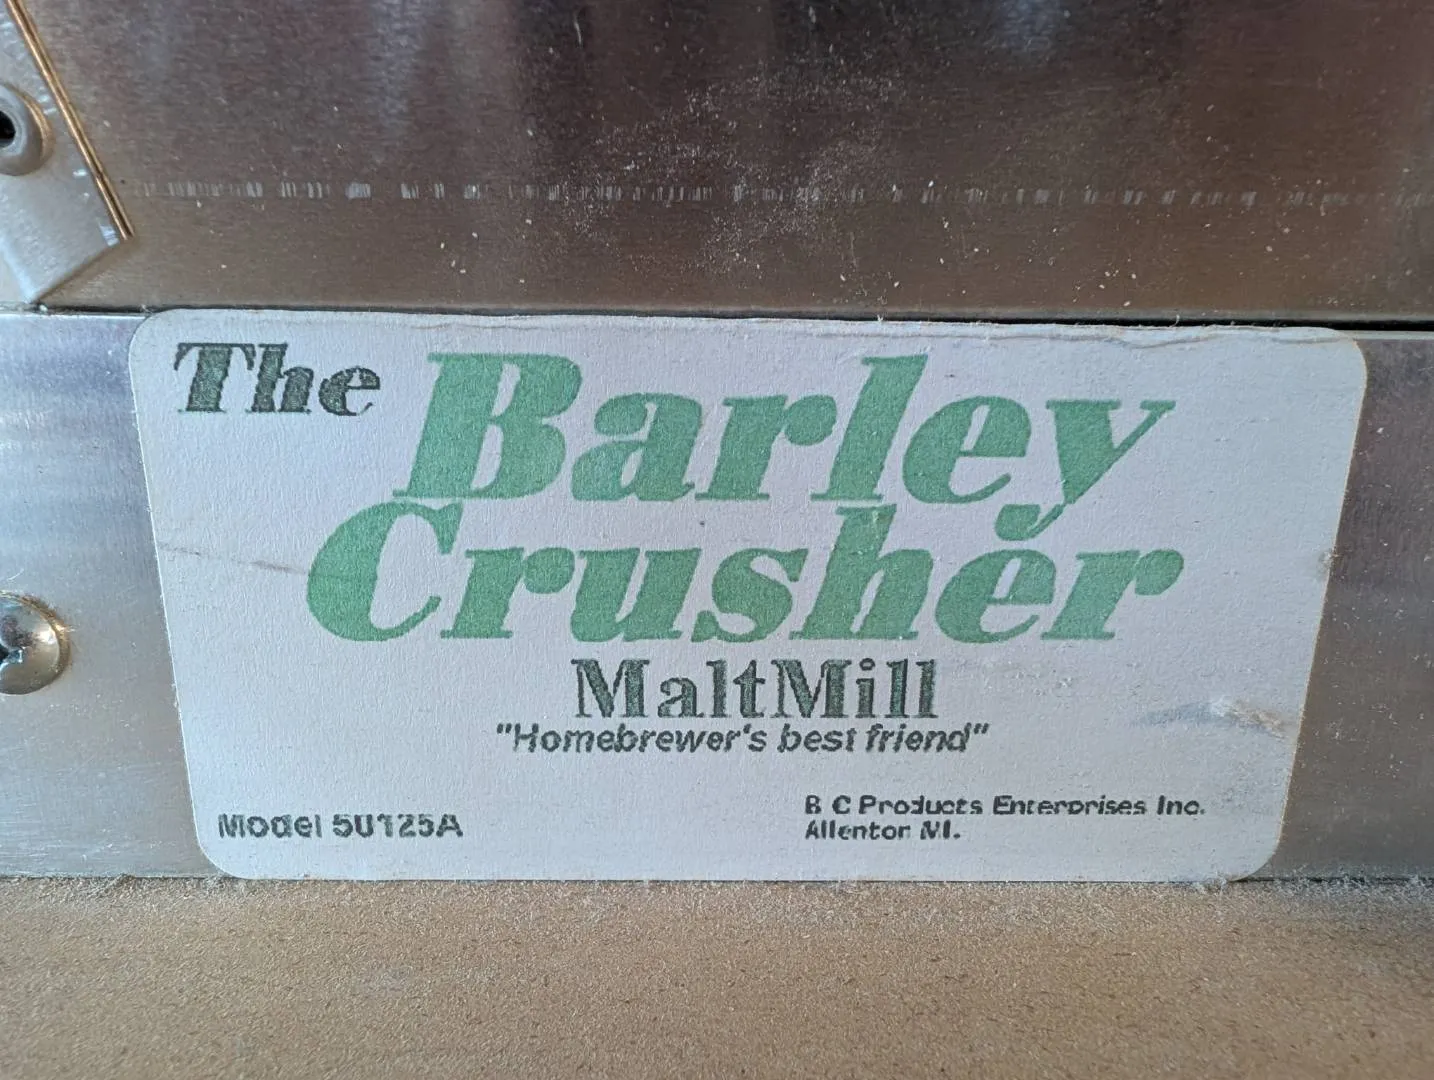 The Barley
Crusher
MaltMill
"Homebrewer's best friend"
Model 5U125A
B C Products Enterprises Inc.
Allenton MI.